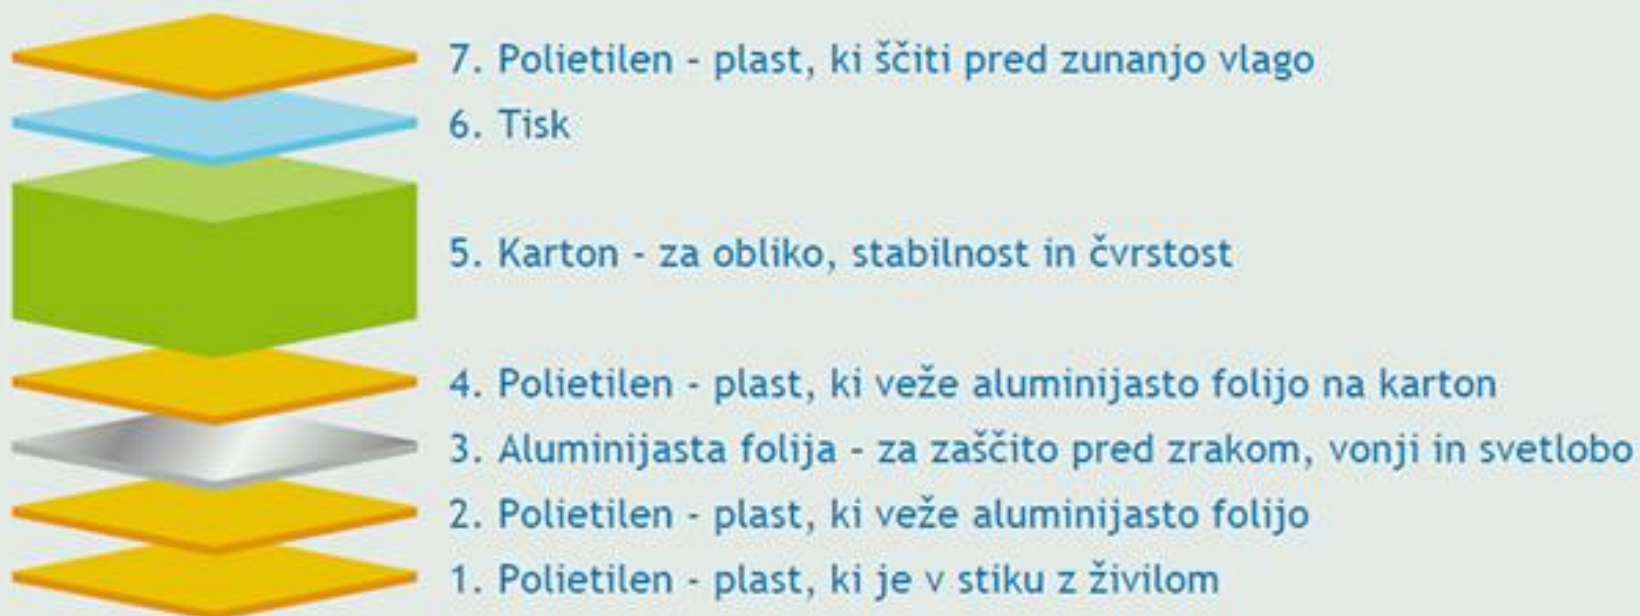 7. Polietilen – plast, ki ščiti pred zunanjo vlago
6. Tisk
5. Karton - za obliko, stabilnost in čvrstost
4. Polietilen - plast, ki veže aluminijasto folijo na karton
3. Aluminijasta folija – za zaščito pred zrakom, vonji in svetlobo
2. Polietilen - plast, ki veže aluminijasto folijo
1. Polietilen - plast, ki je v stiku z živilom